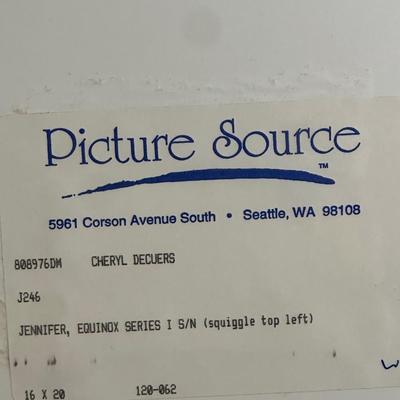 Picture Source
TM
5961 Corson Avenue South • Seattle, WA 98108
808976DM CHERYL DECUERS
J246
JENNIFER, EQUINOX SERIES I S/N (squiggle top left)
W
16 X 20 120-062